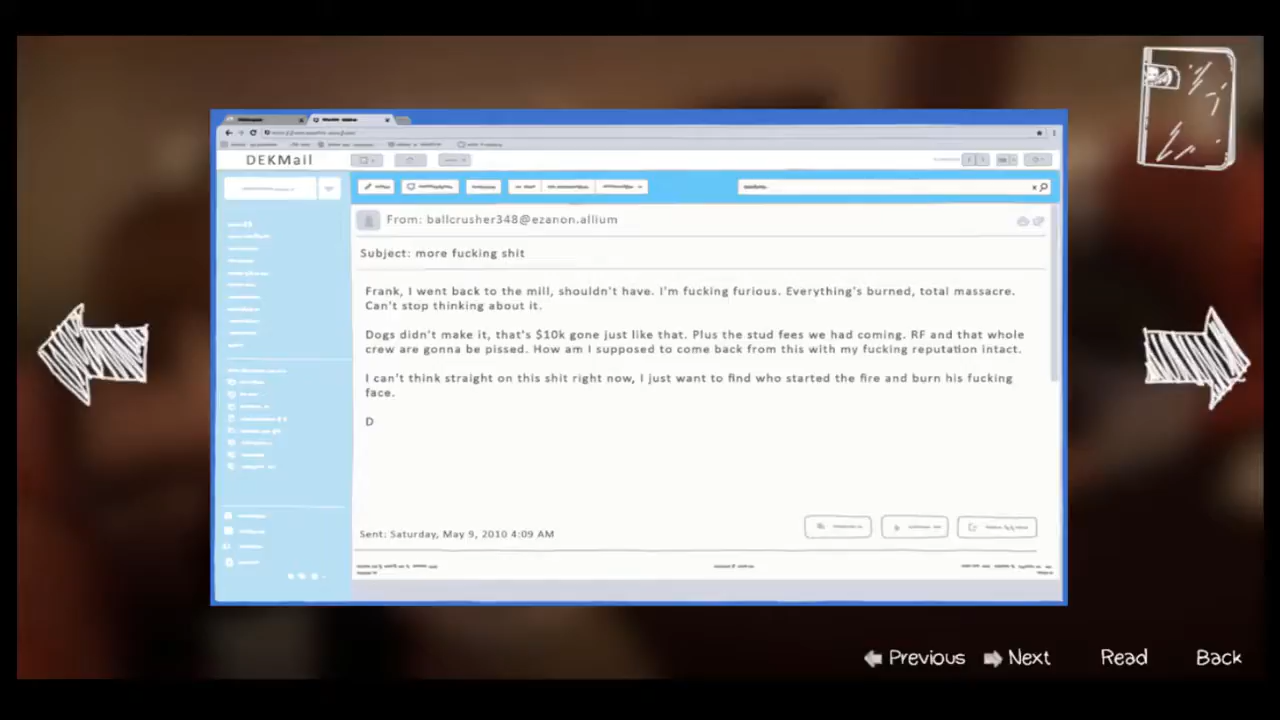 DEKMail
From: ballcrusher348@ezanon.allium
Subject: more fucking shit
Frank, I went back to the mill, shouldn't have. I'm fucking furious. Everything's burned, total massacre.
Can't stop thinking about it.
Dogs didn't make it, that's $10k gone just like that. Plus the stud fees we had coming. RF and that whole
crew are gonna be pissed. How am I supposed to come back from this with my fucking reputation intact.
I can't think straight on this shit right now, I just want to find who started the fire and burn his fucking
face.
D
Sent: Saturday, May 9, 2010 4:09 AM
Previous Next Read Back